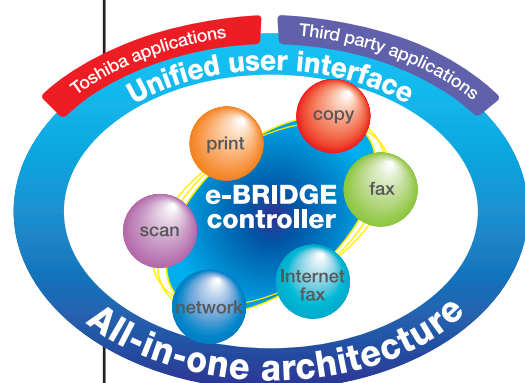 Toshiba applications
Third party applications
Unified user interface
copy
print
fax
e-BRIDGE
controller
scan
Internet
fax
network
All-in-one architecture